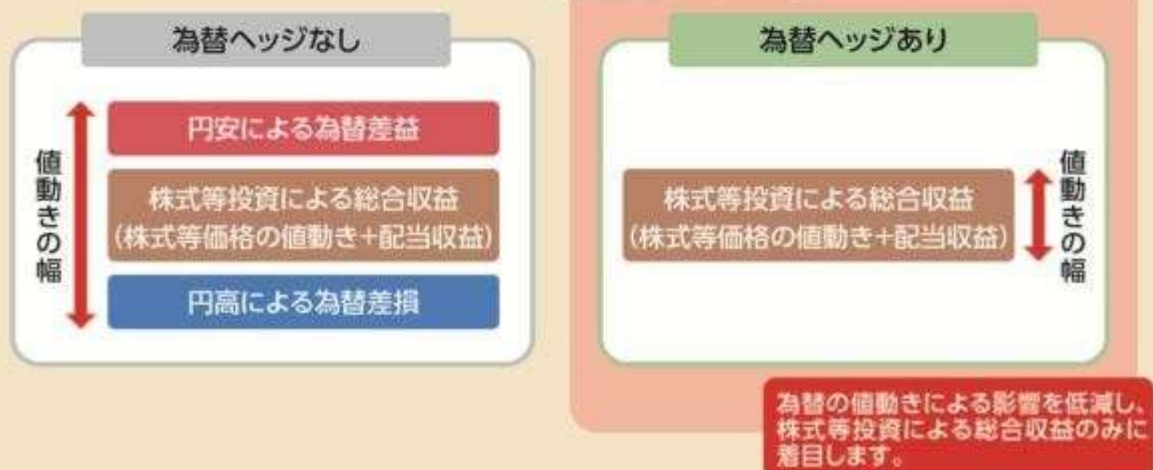 為替ヘッジなし
値動きの幅
円安による為替差益
株式等投資による総合収益
(株式等価格の値動き+配当収益)
円高による為替差損
為替ヘッジあり
株式等投資による総合収益
(株式等価格の値動き+配当収益)
値動きの幅
為替の値動きによる影響を低減し、
株式等投資による総合収益のみに
着目します。